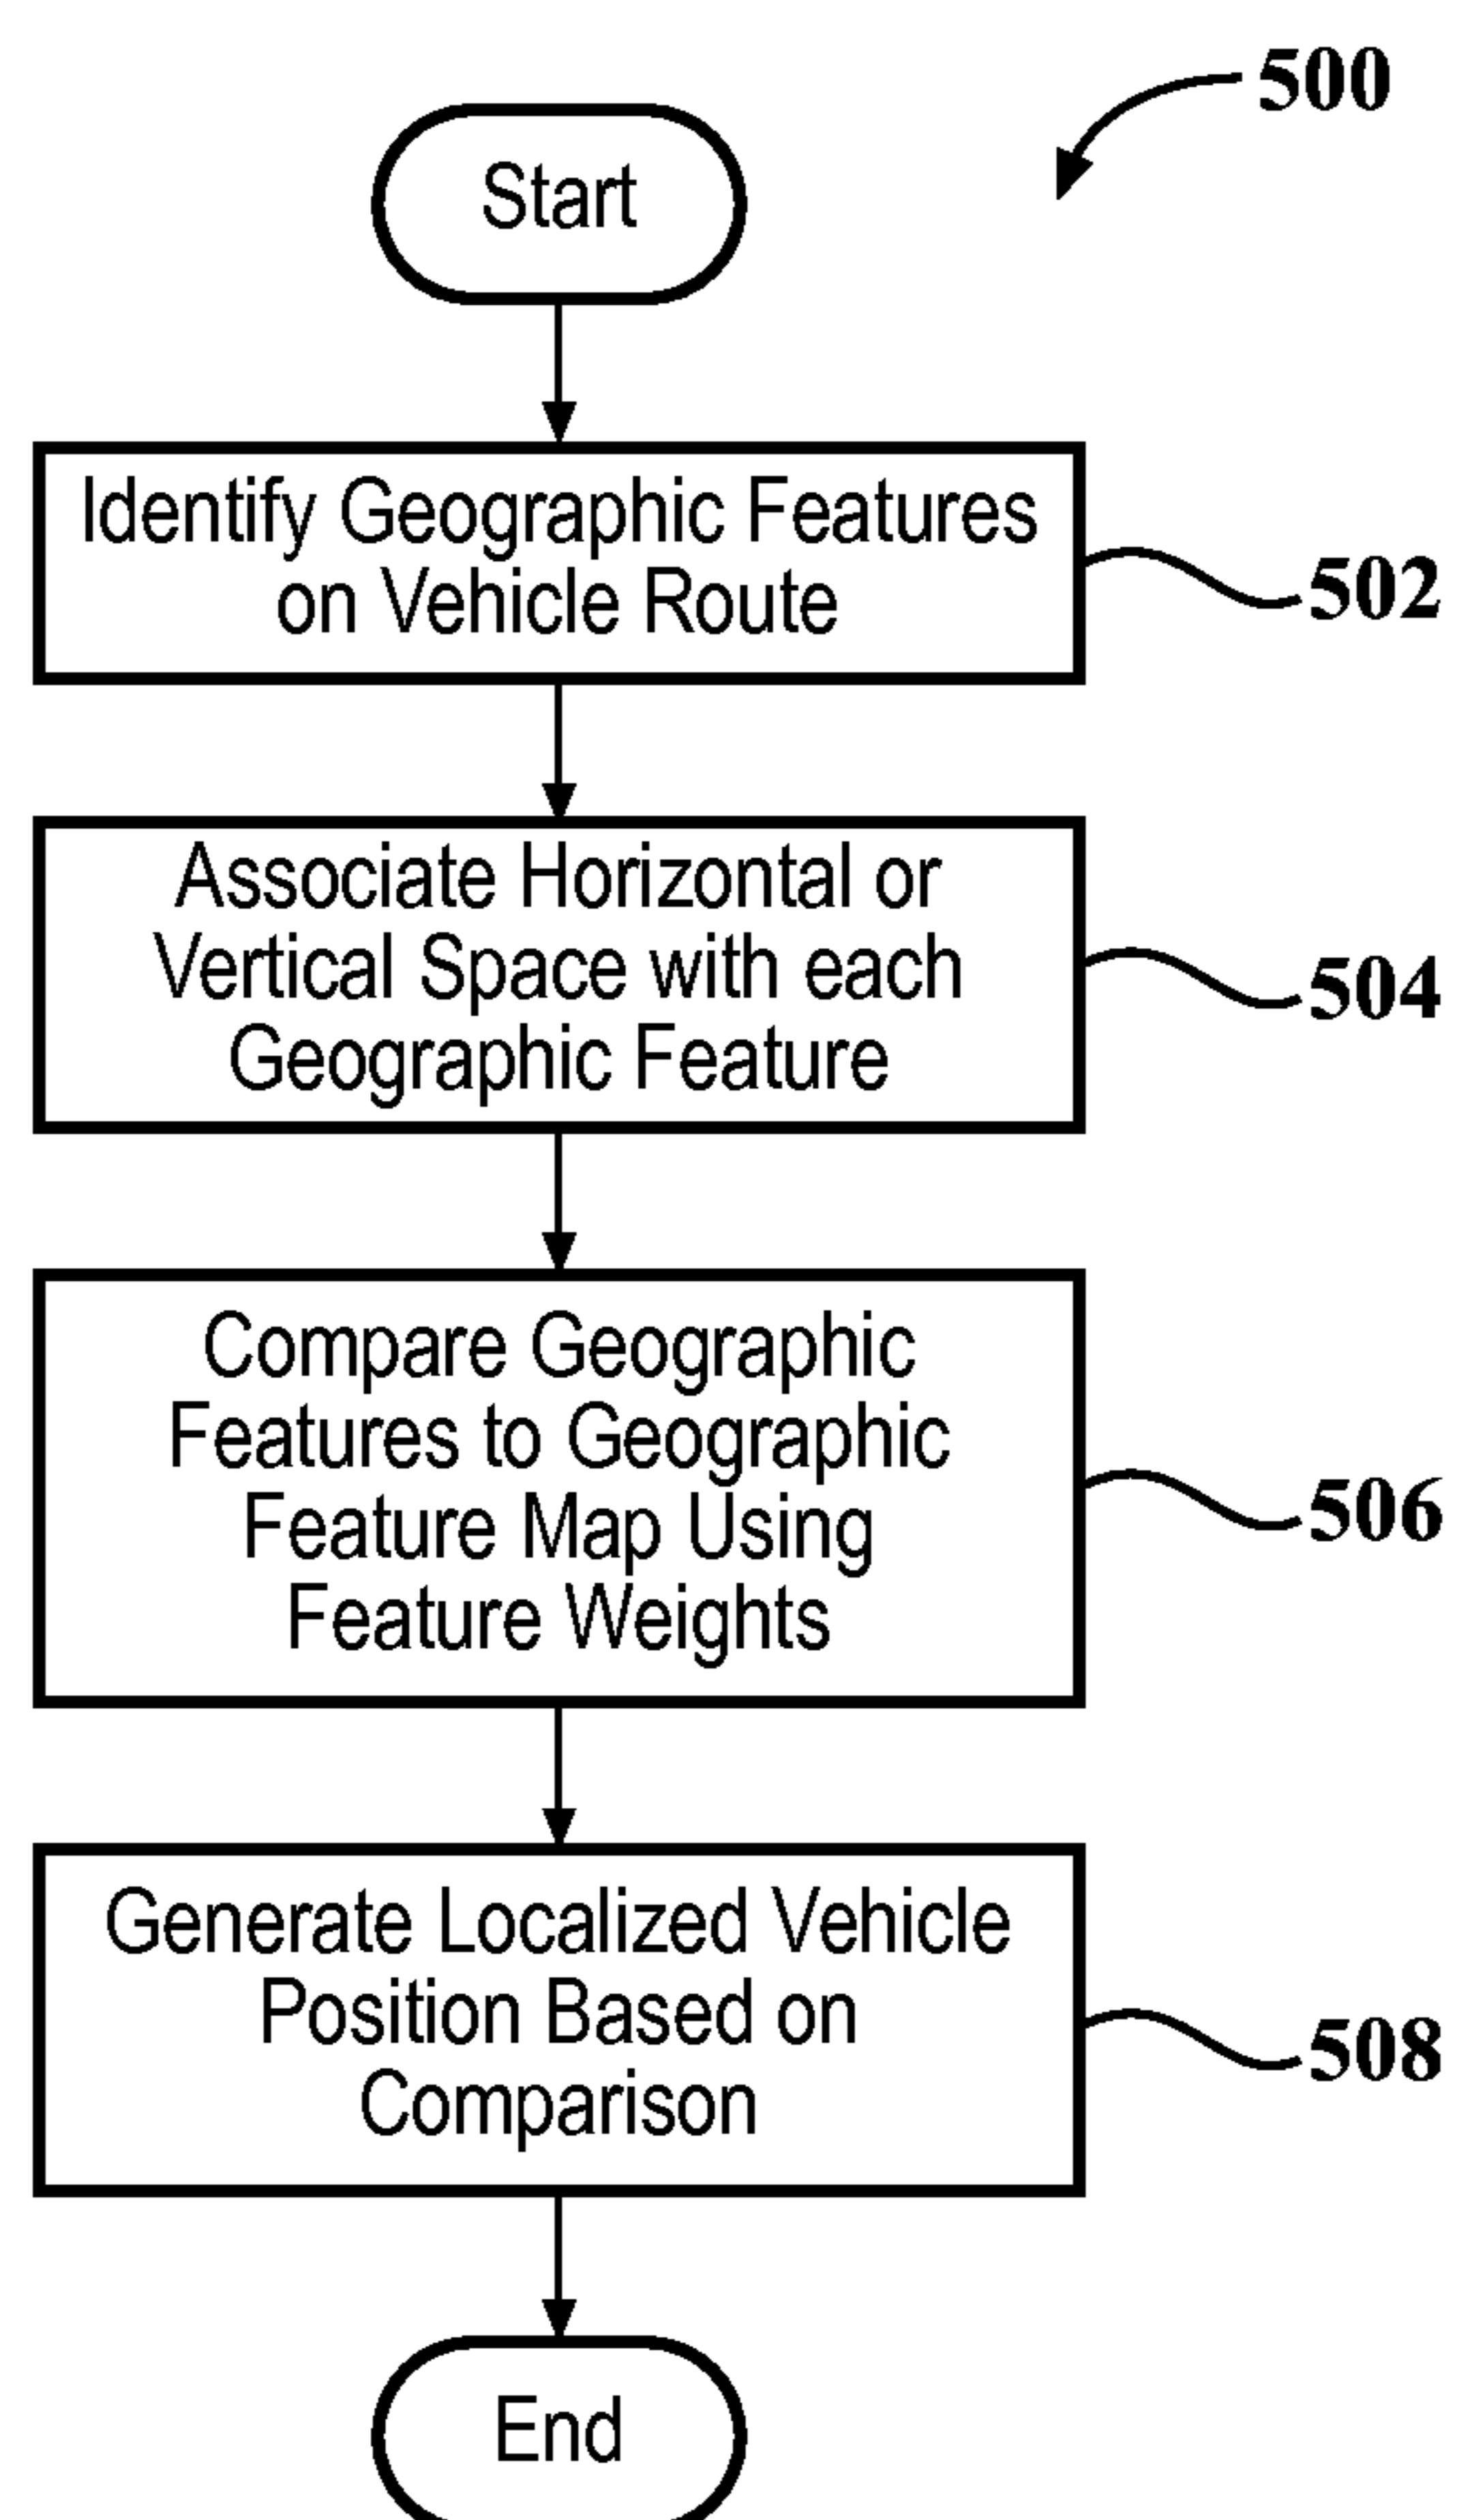 500
Start
Identify Geographic Features
on Vehicle Route
502
Associate Horizontal or
Vertical Space with each
Geographic Feature
504
Compare Geographic
Features to Geographic
Feature Map Using
Feature Weights
506
Generate Localized Vehicle
Position Based on
Comparison
508
End